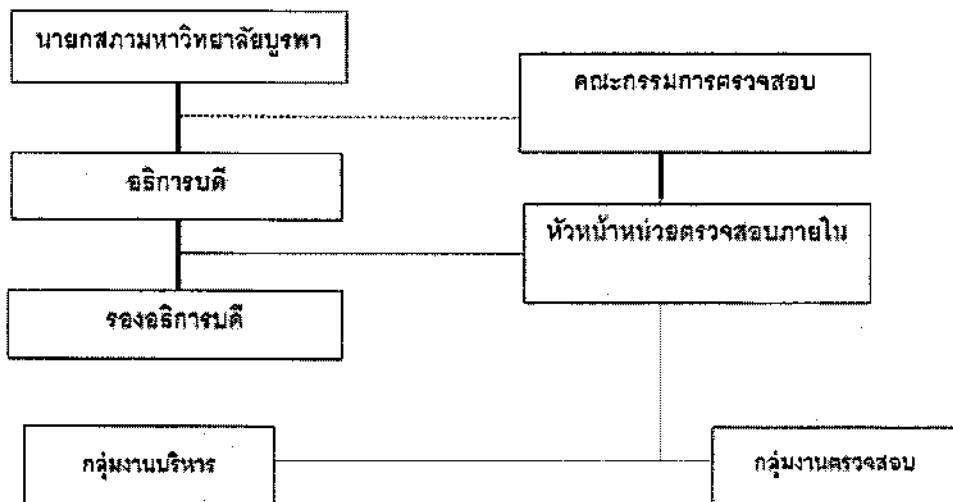 นายกสภามหาวิทยาลัยบูรพา
คณะกรรมการตรวจสอบ
อธิการบดี
หัวหน้าหน่วยตรวจสอบภายใน
รองอธิการบดี
กลุ่มงานบริหาร
กลุ่มงานตรวจสอบ